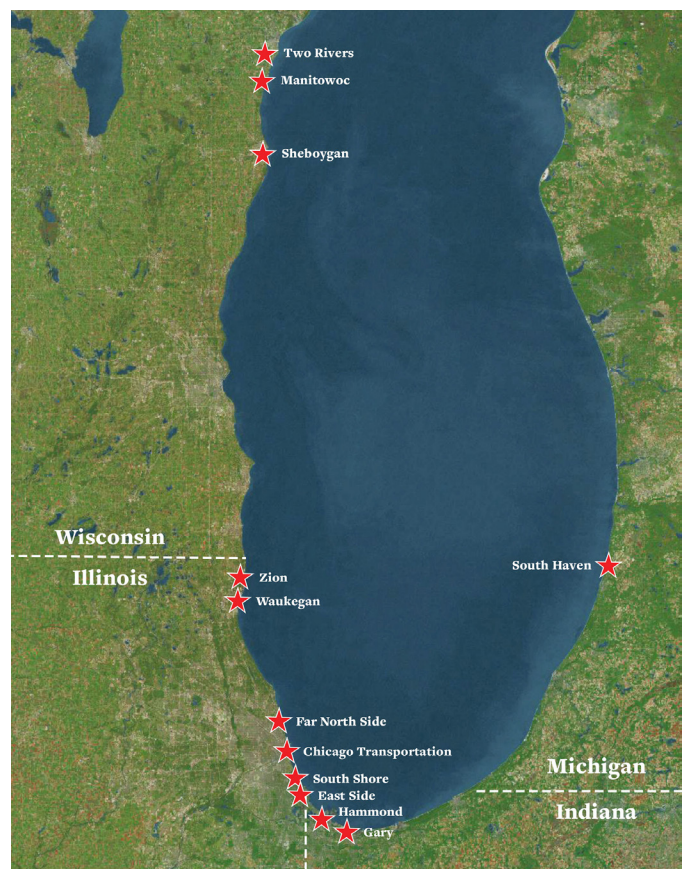 Two Rivers
Manitowoc
Sheboygan
Wisconsin
Illinois
South Haven
Zion
Waukegan
Far North Side
Chicago Transportation
Michigan
South Shore
East Side
Indiana
Hammond
Gary